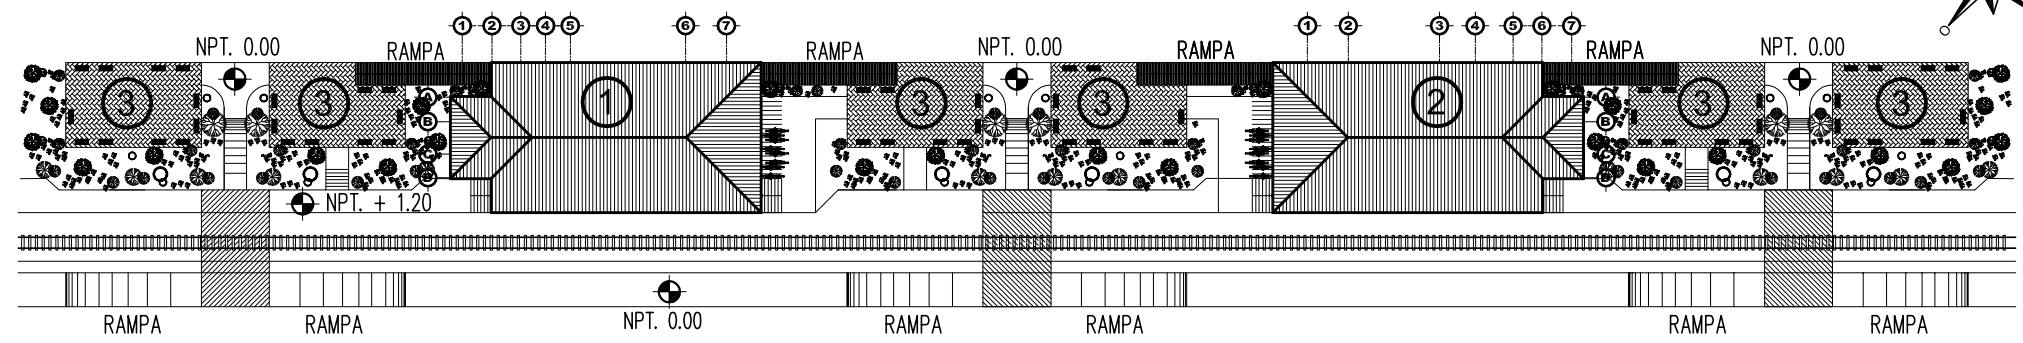 1 2 3 4 5 6 7 1 2 3 4 5 6 7
NPT. 0.00 RAMPA RAMPA NPT. 0.00 RAMPA RAMPA NPT. 0.00
3 3 1 3 3 2 3 3
A A
B B
C C
B B
NPT. + 1.20
NPT. 0.00
RAMPA RAMPA RAMPA RAMPA RAMPA RAMPA